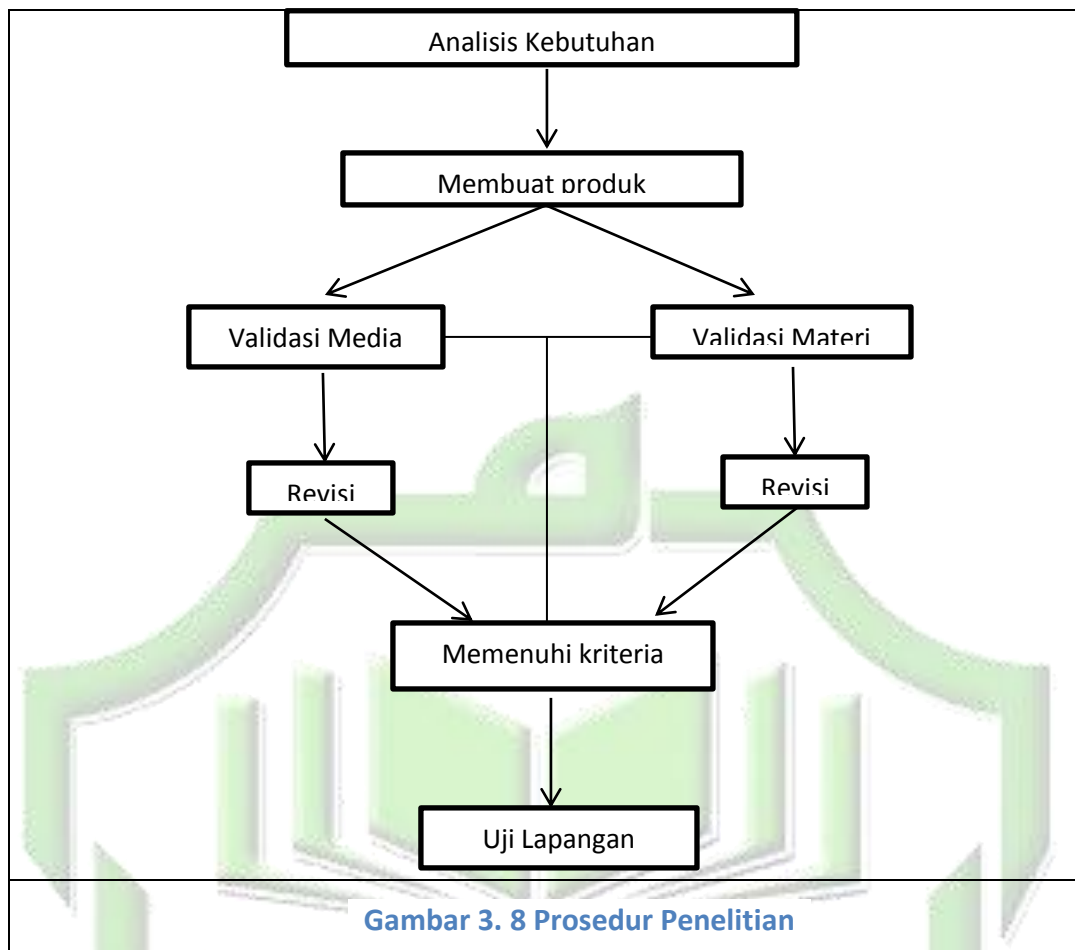 Analisis Kebutuhan
Membuat produk
Validasi Media
Validasi Materi
Revisi
Revisi
Memenuhi kriteria
Uji Lapangan
Gambar 3. 8 Prosedur Penelitian